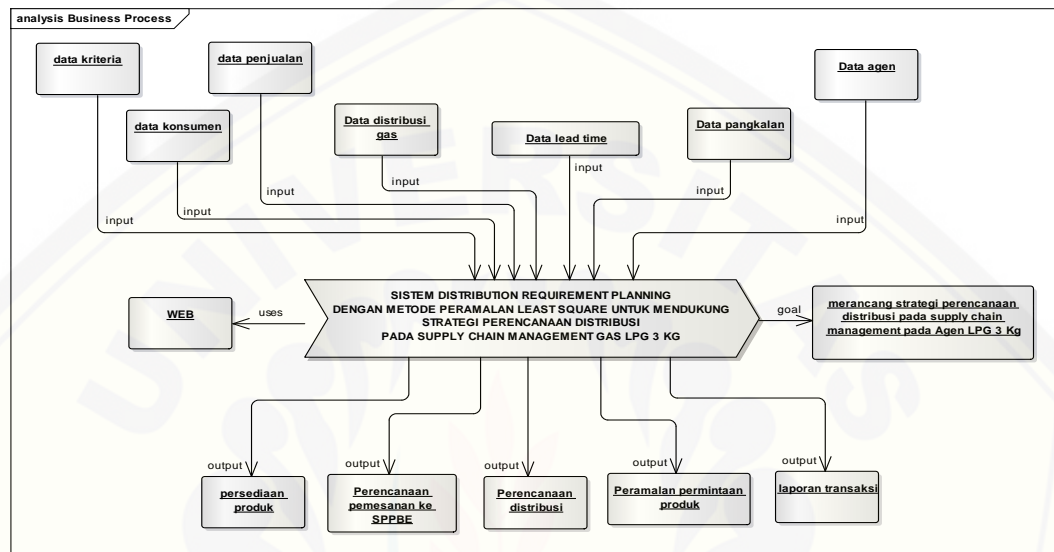 analysis Business Process
data kriteria
data penjualan
Data agen
data konsumen
Data distribusi
gas
Data lead time
Data pangkalan
input
input
input
input
input
input
input
SISTEM DISTRIBUTION REQUIREMENT PLANNING
DENGAN METODE PERAMALAN LEAST SQUARE UNTUK MENDUKUNG
STRATEGI PERENCANAAN DISTRIBUSI
PADA SUPPLY CHAIN MANAGEMENT GAS LPG 3 KG
WEB
uses
goal
merancang strategi perencanaan
distribusi pada supply chain
management pada Agen LPG 3 Kg
output
output
output
output
output
persediaan
produk
Perencanaan
pemesanan ke
SPPBE
Perencanaan
distribusi
Peramalan permintaan
produk
laporan transaksi
UNIVERSITAS